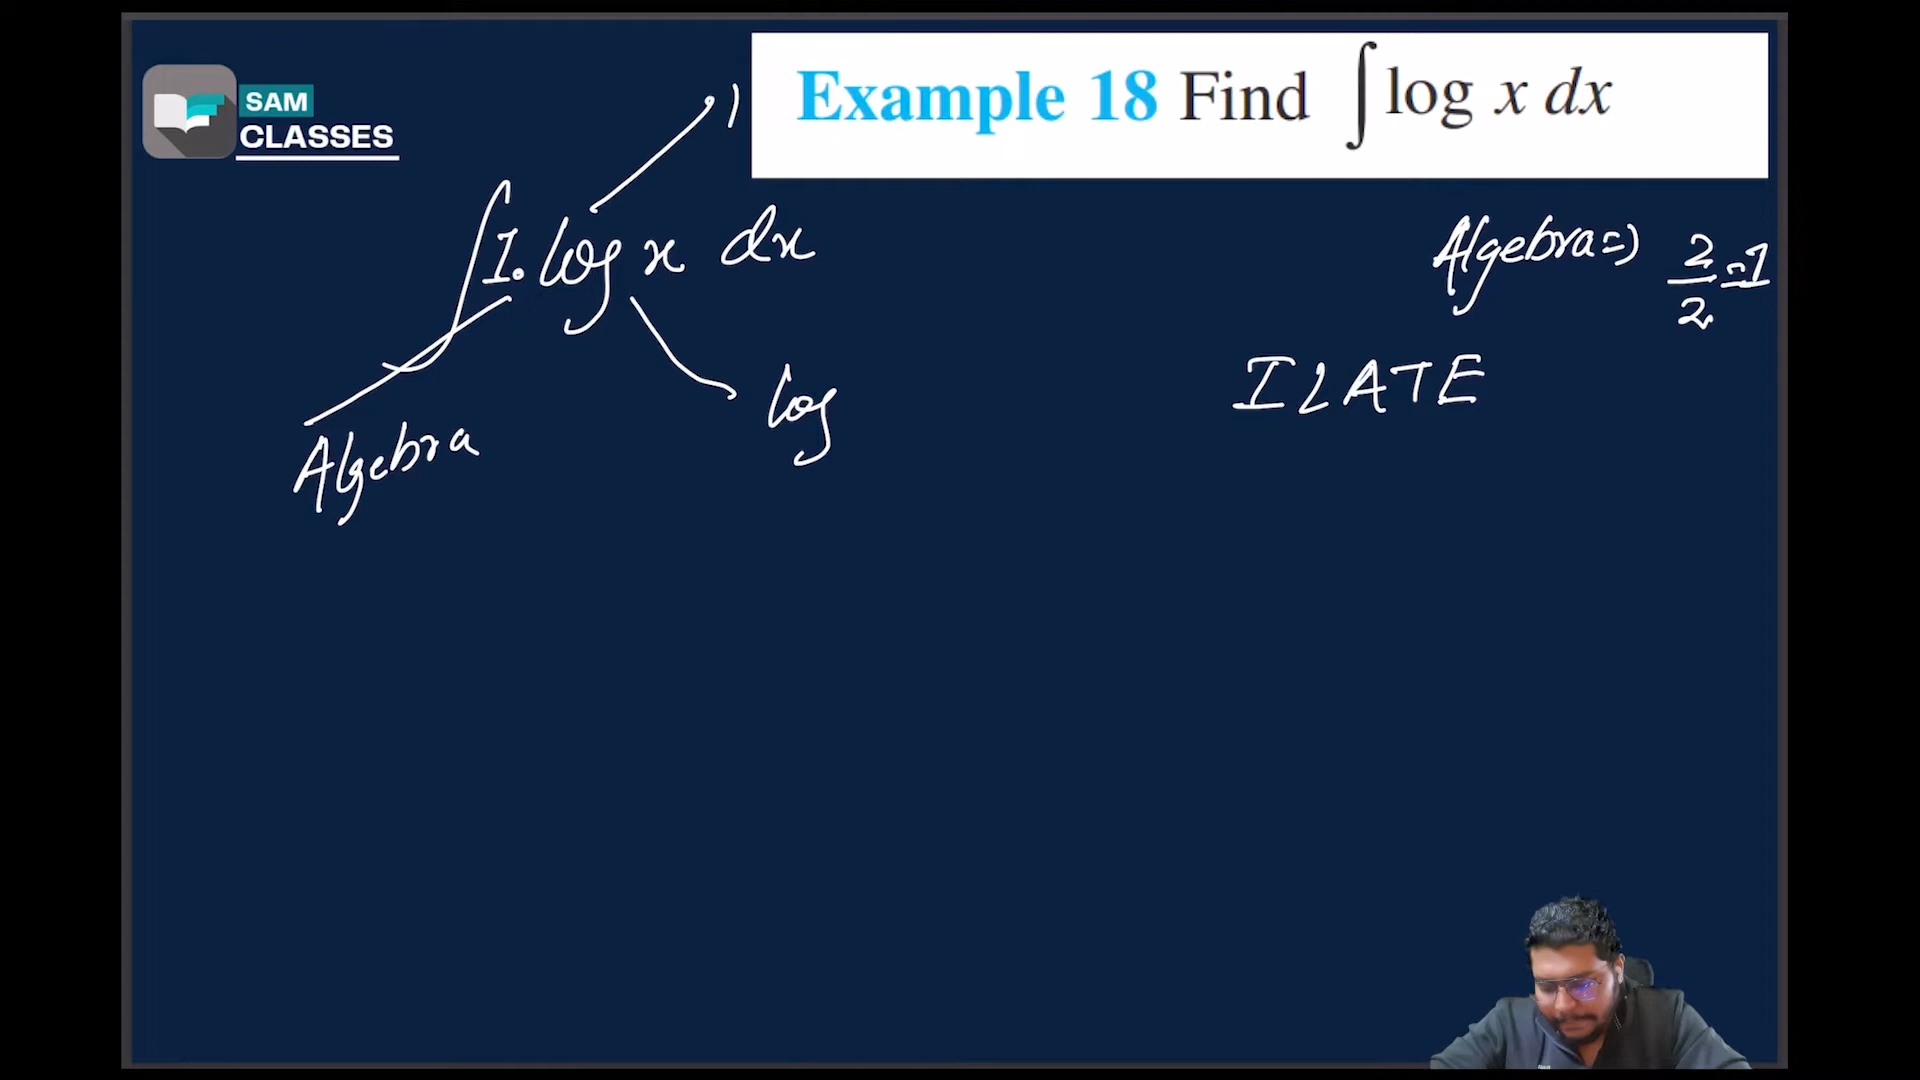 SAM
CLASSES
Example 18 Find ∫ log x dx
1
∫1. log x dx
Algebra
log
Algebra => 2/2 = 1
ILATE